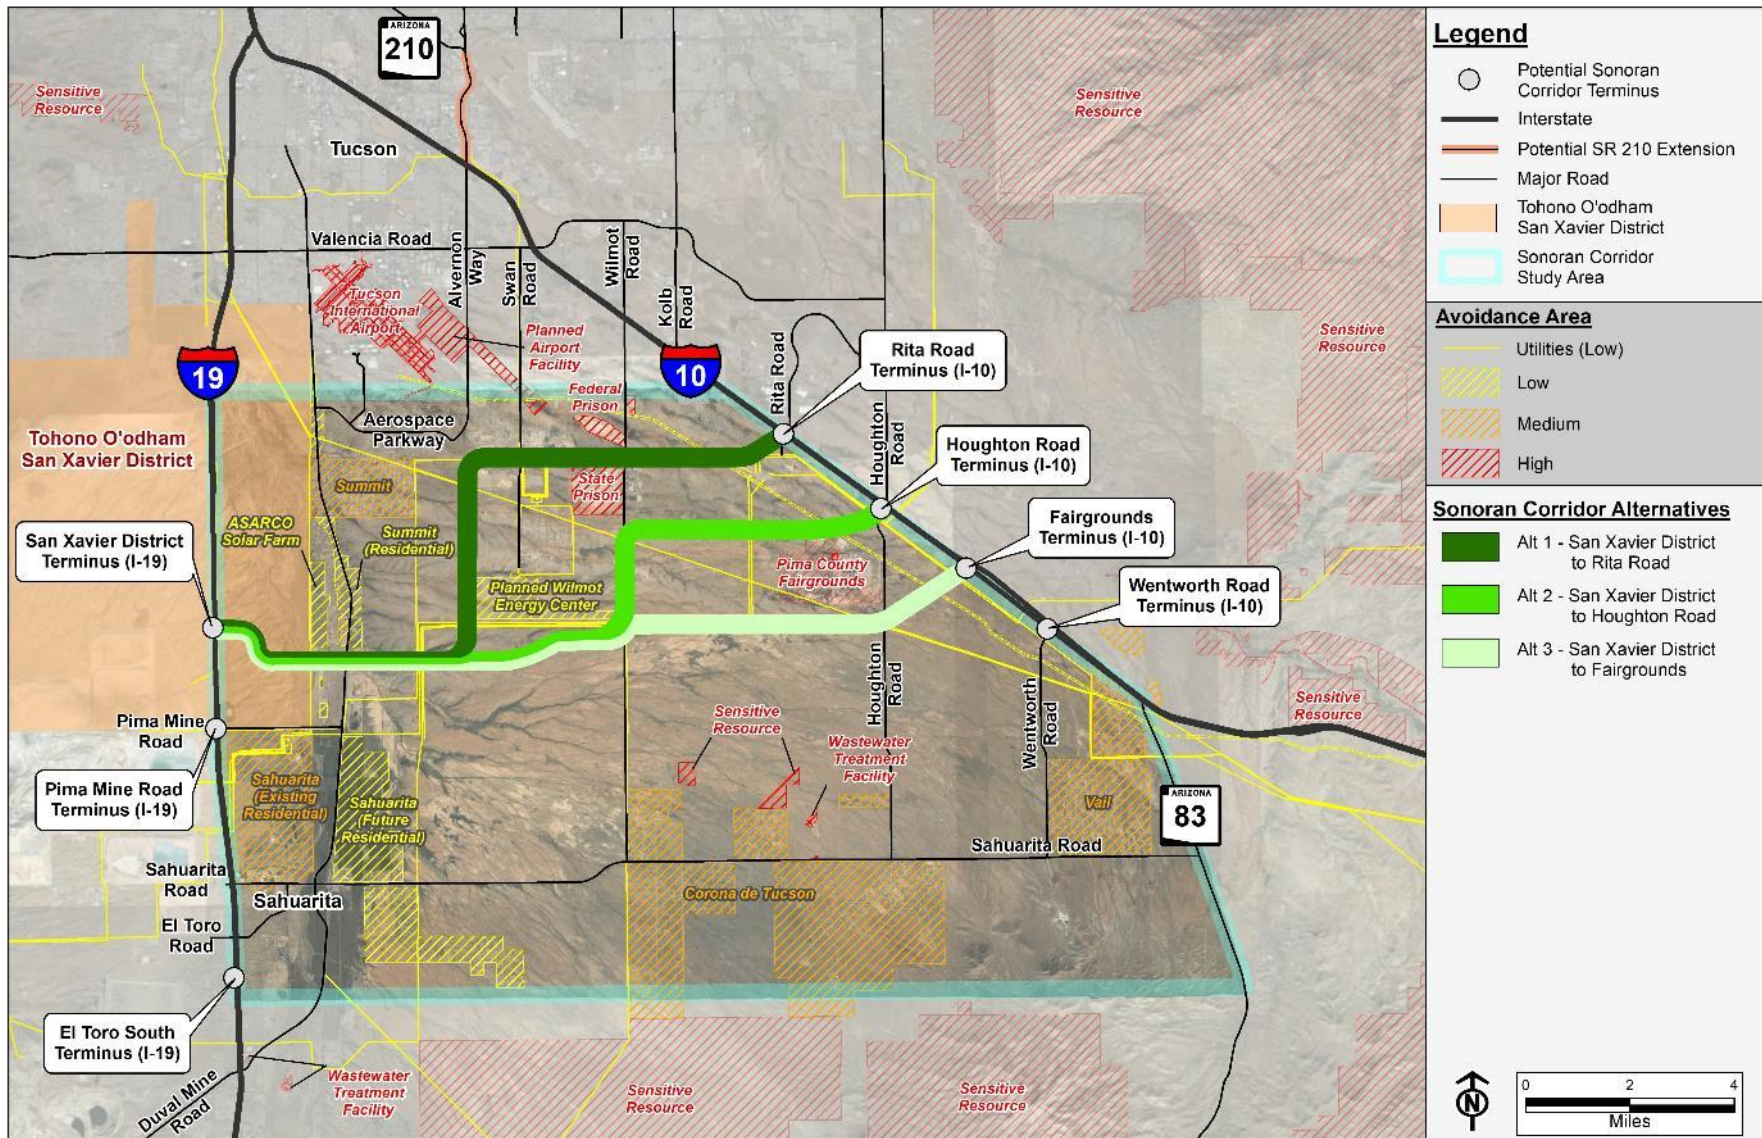 ARIZONA
210
Sensitive
Resource
Sensitive
Resource
Tucson
Valencia Road
Alvernon
Way
Swan
Road
Wilmot
Road
Kolb
Road
Tucson
International
Airport
Planned
Airport
Facility
Sensitive
Resource
19
10
Rita Road
Rita Road
Terminus (I-10)
Federal
Prison
Aerospace
Parkway
Houghton
Road
Houghton Road
Terminus (I-10)
Tohono O'odham
San Xavier District
Summit
State
Prison
ASARCO
Solar Farm
Summit
(Residential)
San Xavier District
Terminus (I-19)
Fairgrounds
Terminus (I-10)
Pima County
Fairgrounds
Planned Wilmot
Energy Center
Wentworth Road
Terminus (I-10)
Houghton
Road
Wentworth
Road
Sensitive
Resource
Pima Mine
Road
Sensitive
Resource
Wastewater
Treatment
Facility
Pima Mine Road
Terminus (I-19)
Sahuarita
(Existing
Residential)
Sahuarita
(Future
Residential)
Vail
ARIZONA
83
Sahuarita Road
Sahuarita
Road
Sahuarita
Corona de Tucson
El Toro
Road
El Toro South
Terminus (I-19)
Duval Mine
Road
Wastewater
Treatment
Facility
Sensitive
Resource
Sensitive
Resource
Legend
Potential Sonoran
Corridor Terminus
Interstate
Potential SR 210 Extension
Major Road
Tohono O'odham
San Xavier District
Sonoran Corridor
Study Area
Avoidance Area
Utilities (Low)
Low
Medium
High
Sonoran Corridor Alternatives
Alt 1 - San Xavier District
to Rita Road
Alt 2 - San Xavier District
to Houghton Road
Alt 3 - San Xavier District
to Fairgrounds
N
0 2 4
Miles